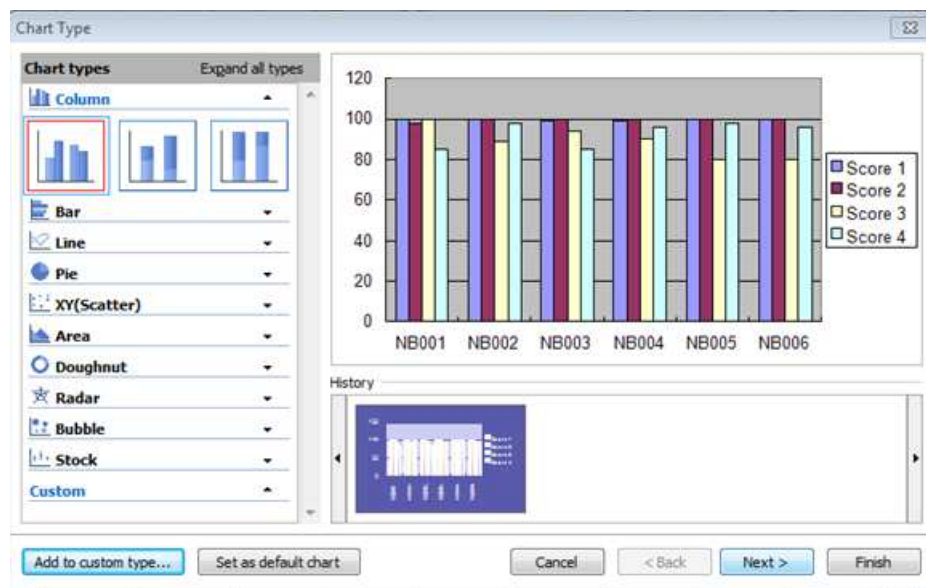 Chart Type
Chart types Expand all types
Column
Bar
Line
Pie
XY(Scatter)
Area
Doughnut
Radar
Bubble
Stock
Custom
120
100
80
60
40
20
0
NB001 NB002 NB003 NB004 NB005 NB006
Score 1
Score 2
Score 3
Score 4
History
Add to custom type... Set as default chart Cancel < Back Next > Finish